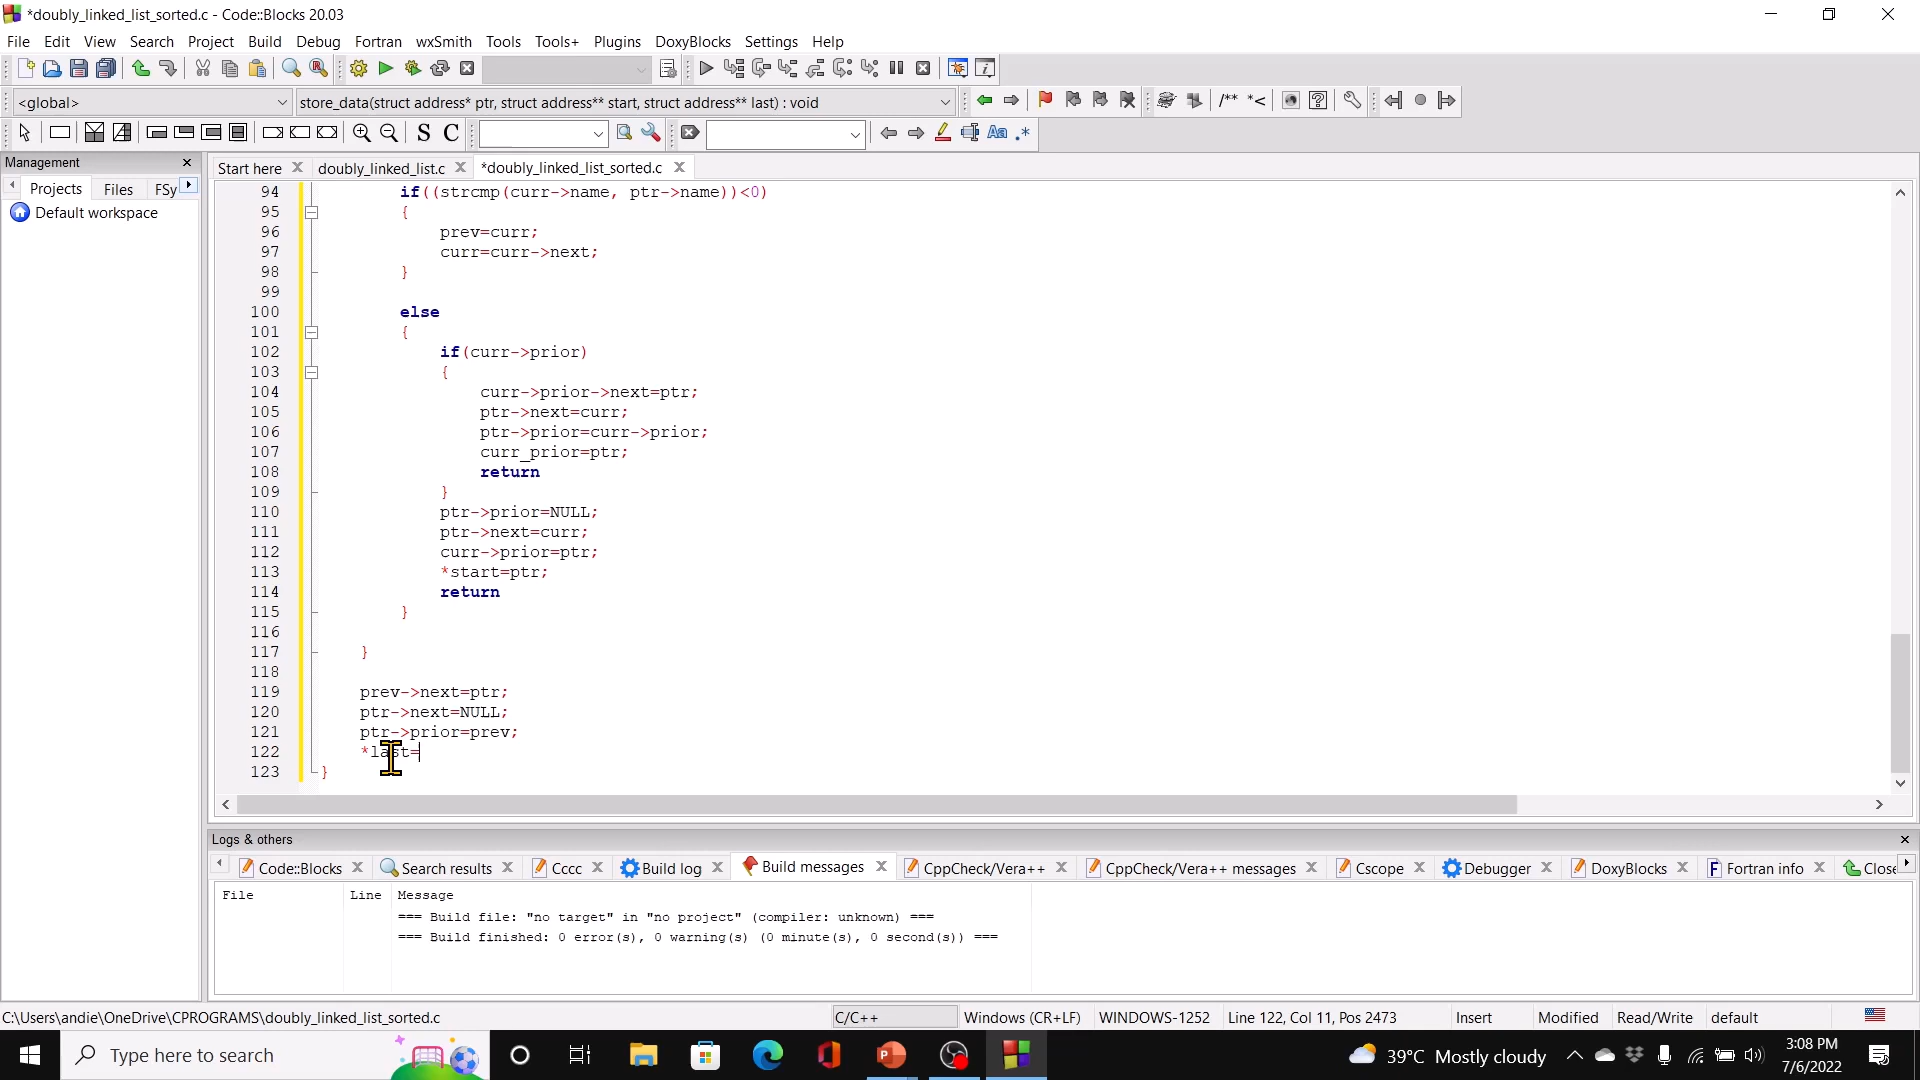 *doubly_linked_list_sorted.c - Code::Blocks 20.03
File Edit View Search Project Build Debug Fortran wxSmith Tools Tools+ Plugins DoxyBlocks Settings Help
<global> store_data(struct address* ptr, struct address** start, struct address** last) : void /** *<
S C Aa .*
Management
Start here doubly_linked_list.c *doubly_linked_list_sorted.c
Projects Files FSy
Default workspace
94 if((strcmp(curr->name, ptr->name))<0)
95 {
96 prev=curr;
97 curr=curr->next;
98 }
99
100 else
101 {
102 if(curr->prior)
103 {
104 curr->prior->next=ptr;
105 ptr->next=curr;
106 ptr->prior=curr->prior;
107 curr_prior=ptr;
108 return
109 }
110 ptr->prior=NULL;
111 ptr->next=curr;
112 curr->prior=ptr;
113 *start=ptr;
114 return
115 }
116
117 }
118
119 prev->next=ptr;
120 ptr->next=NULL;
121 ptr->prior=prev;
122 *last=
123 }
Logs & others
Code::Blocks Search results Cccc Build log Build messages CppCheck/Vera++ CppCheck/Vera++ messages Cscope Debugger DoxyBlocks Fortran info Close
File Line Message
=== Build file: "no target" in "no project" (compiler: unknown) ===
=== Build finished: 0 error(s), 0 warning(s) (0 minute(s), 0 second(s)) ===
C:\Users\andie\OneDrive\CPROGRAMS\doubly_linked_list_sorted.c C/C++ Windows (CR+LF) WINDOWS-1252 Line 122, Col 11, Pos 2473 Insert Modified Read/Write default
Type here to search 39°C Mostly cloudy 3:08 PM
7/6/2022